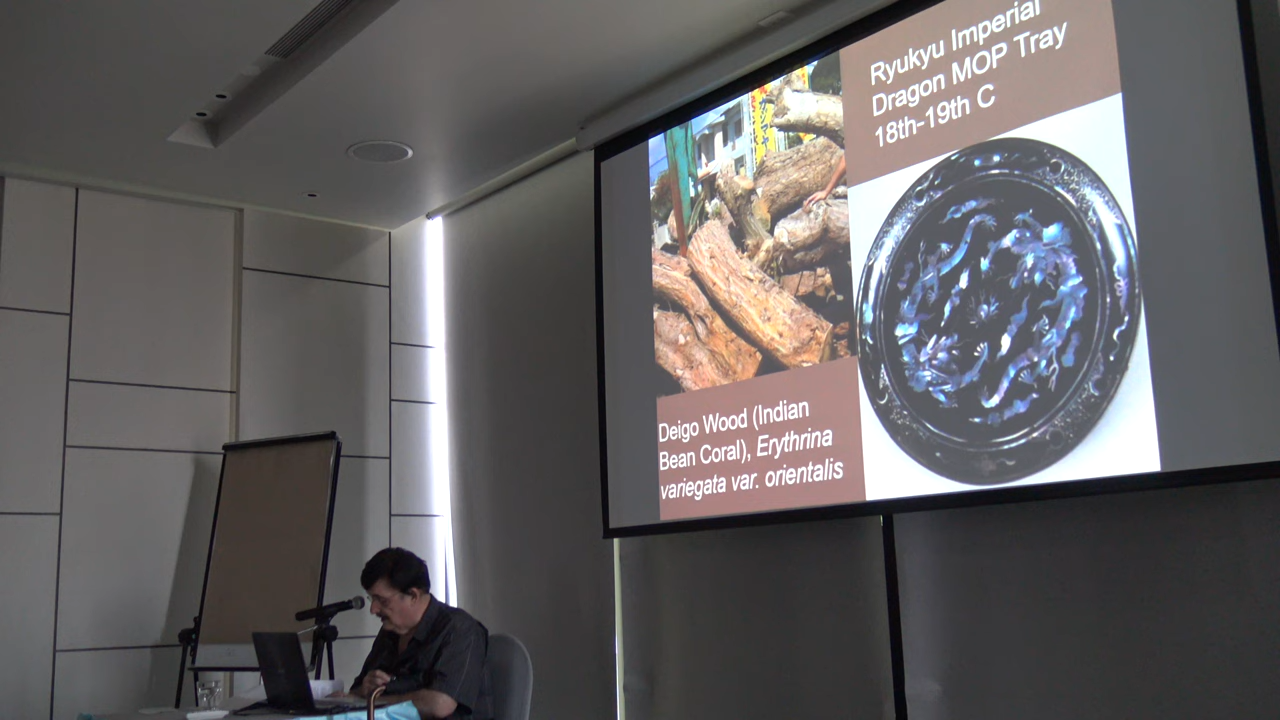 Ryukyu Imperial
Dragon MOP Tray
18th-19th C
Deigo Wood (Indian
Bean Coral), Erythrina
variegata var. orientalis